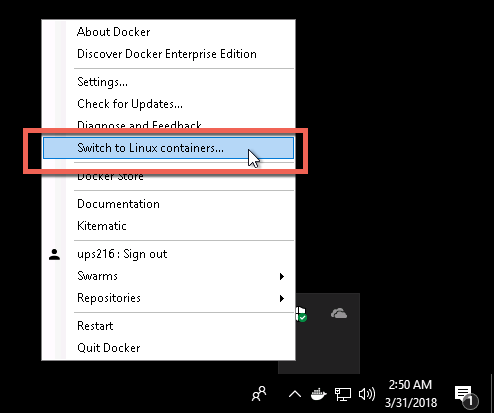 About Docker
Discover Docker Enterprise Edition
Settings...
Check for Updates...
Diagnose and Feedback
Switch to Linux containers...
Docker Store
Documentation
Kitematic
ups216 : Sign out
Swarms
Repositories
Restart
Quit Docker
2:50 AM
3/31/2018
1